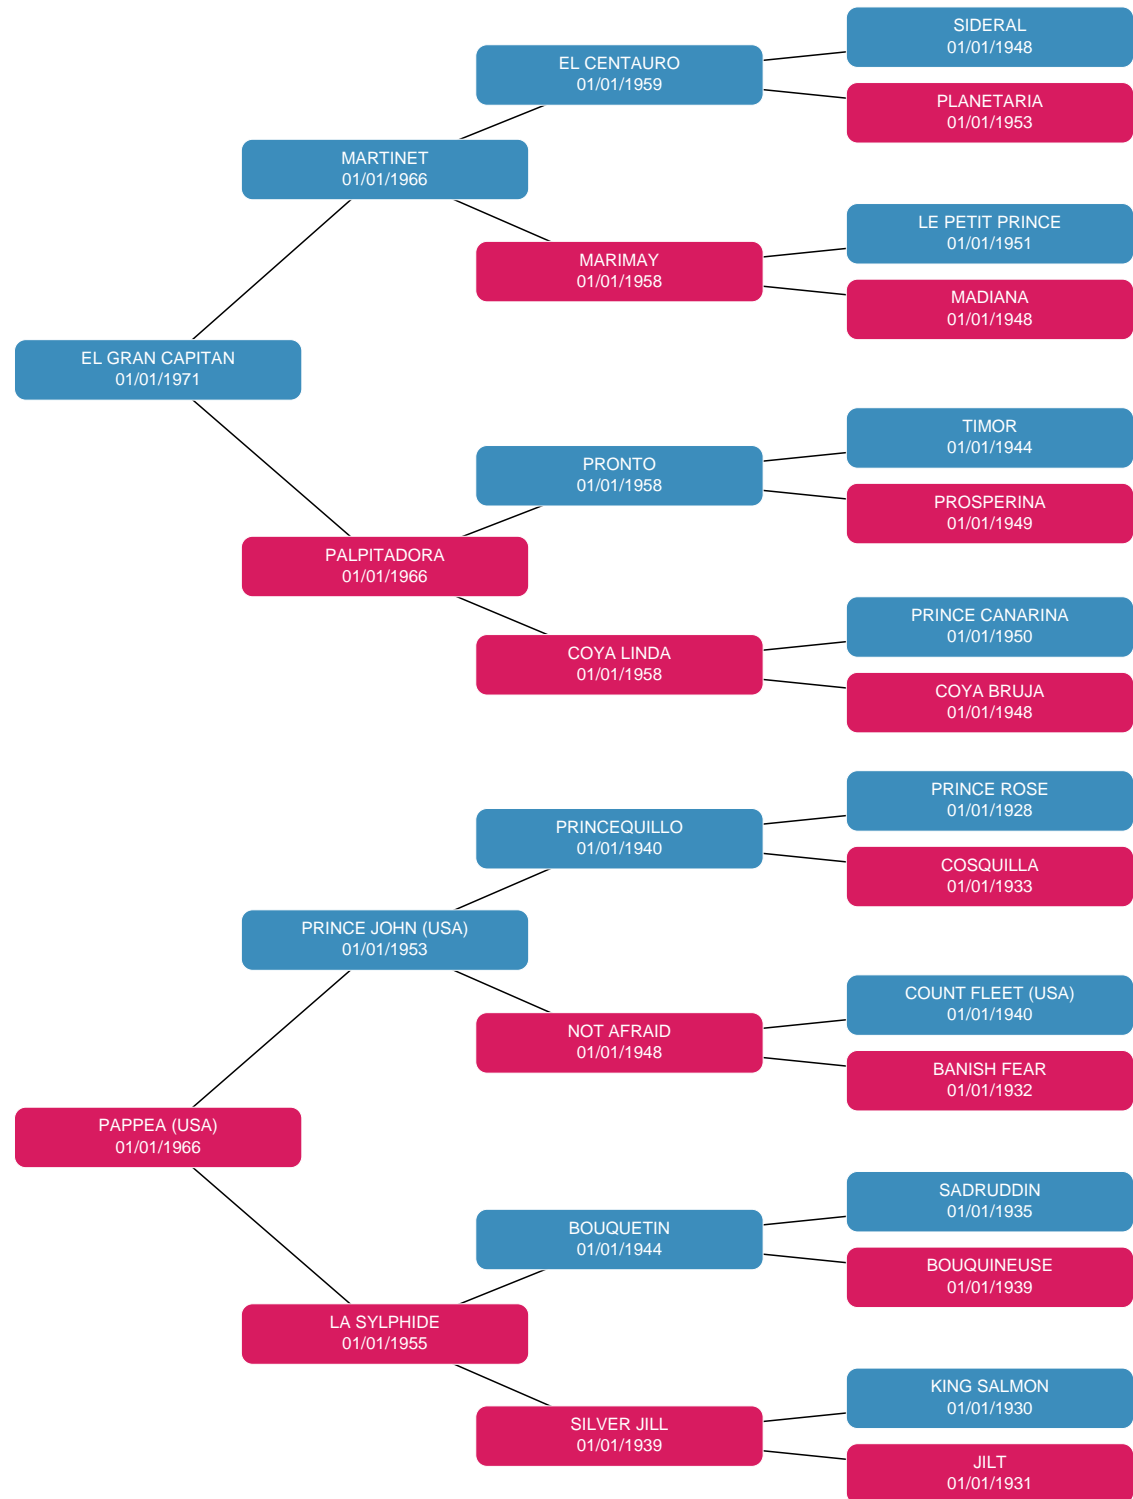 SIDERAL
01/01/1948
EL CENTAURO
01/01/1959
PLANETARIA
01/01/1953
MARTINET
01/01/1966
LE PETIT PRINCE
01/01/1951
MARIMAY
01/01/1958
MADIANA
01/01/1948
EL GRAN CAPITAN
01/01/1971
TIMOR
01/01/1944
PRONTO
01/01/1958
PROSPERINA
01/01/1949
PALPITADORA
01/01/1966
PRINCE CANARINA
01/01/1950
COYA LINDA
01/01/1958
COYA BRUJA
01/01/1948
PRINCE ROSE
01/01/1928
PRINCEQUILLO
01/01/1940
COSQUILLA
01/01/1933
PRINCE JOHN (USA)
01/01/1953
COUNT FLEET (USA)
01/01/1940
NOT AFRAID
01/01/1948
BANISH FEAR
01/01/1932
PAPPEA (USA)
01/01/1966
SADRUDDIN
01/01/1935
BOUQUETIN
01/01/1944
BOUQUINEUSE
01/01/1939
LA SYLPHIDE
01/01/1955
KING SALMON
01/01/1930
SILVER JILL
01/01/1939
JILT
01/01/1931